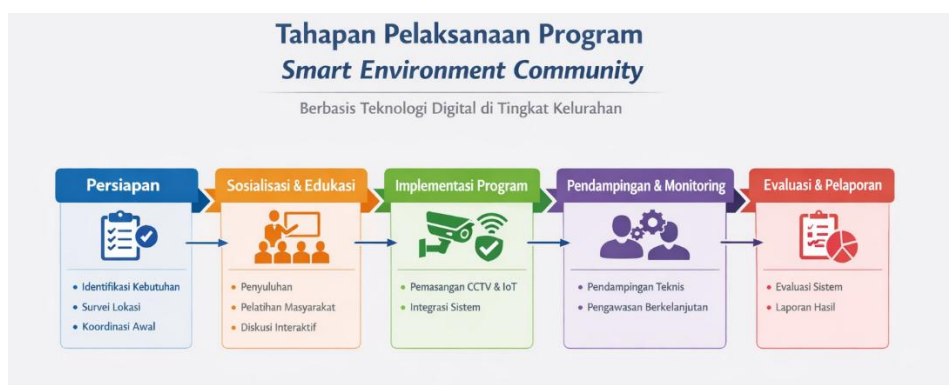 Tahapan Pelaksanaan Program
Smart Environment Community
Berbasis Teknologi Digital di Tingkat Kelurahan
Persiapan
• Identifikasi Kebutuhan
• Survei Lokasi
• Koordinasi Awal
Sosialisasi & Edukasi
• Penyuluhan
• Pelatihan Masyarakat
• Diskusi Interaktif
Implementasi Program
• Pemasangan CCTV & IoT
• Integrasi Sistem
Pendampingan & Monitoring
• Pendampingan Teknis
• Pengawasan Berkelanjutan
Evaluasi & Pelaporan
• Evaluasi Sistem
• Laporan Hasil